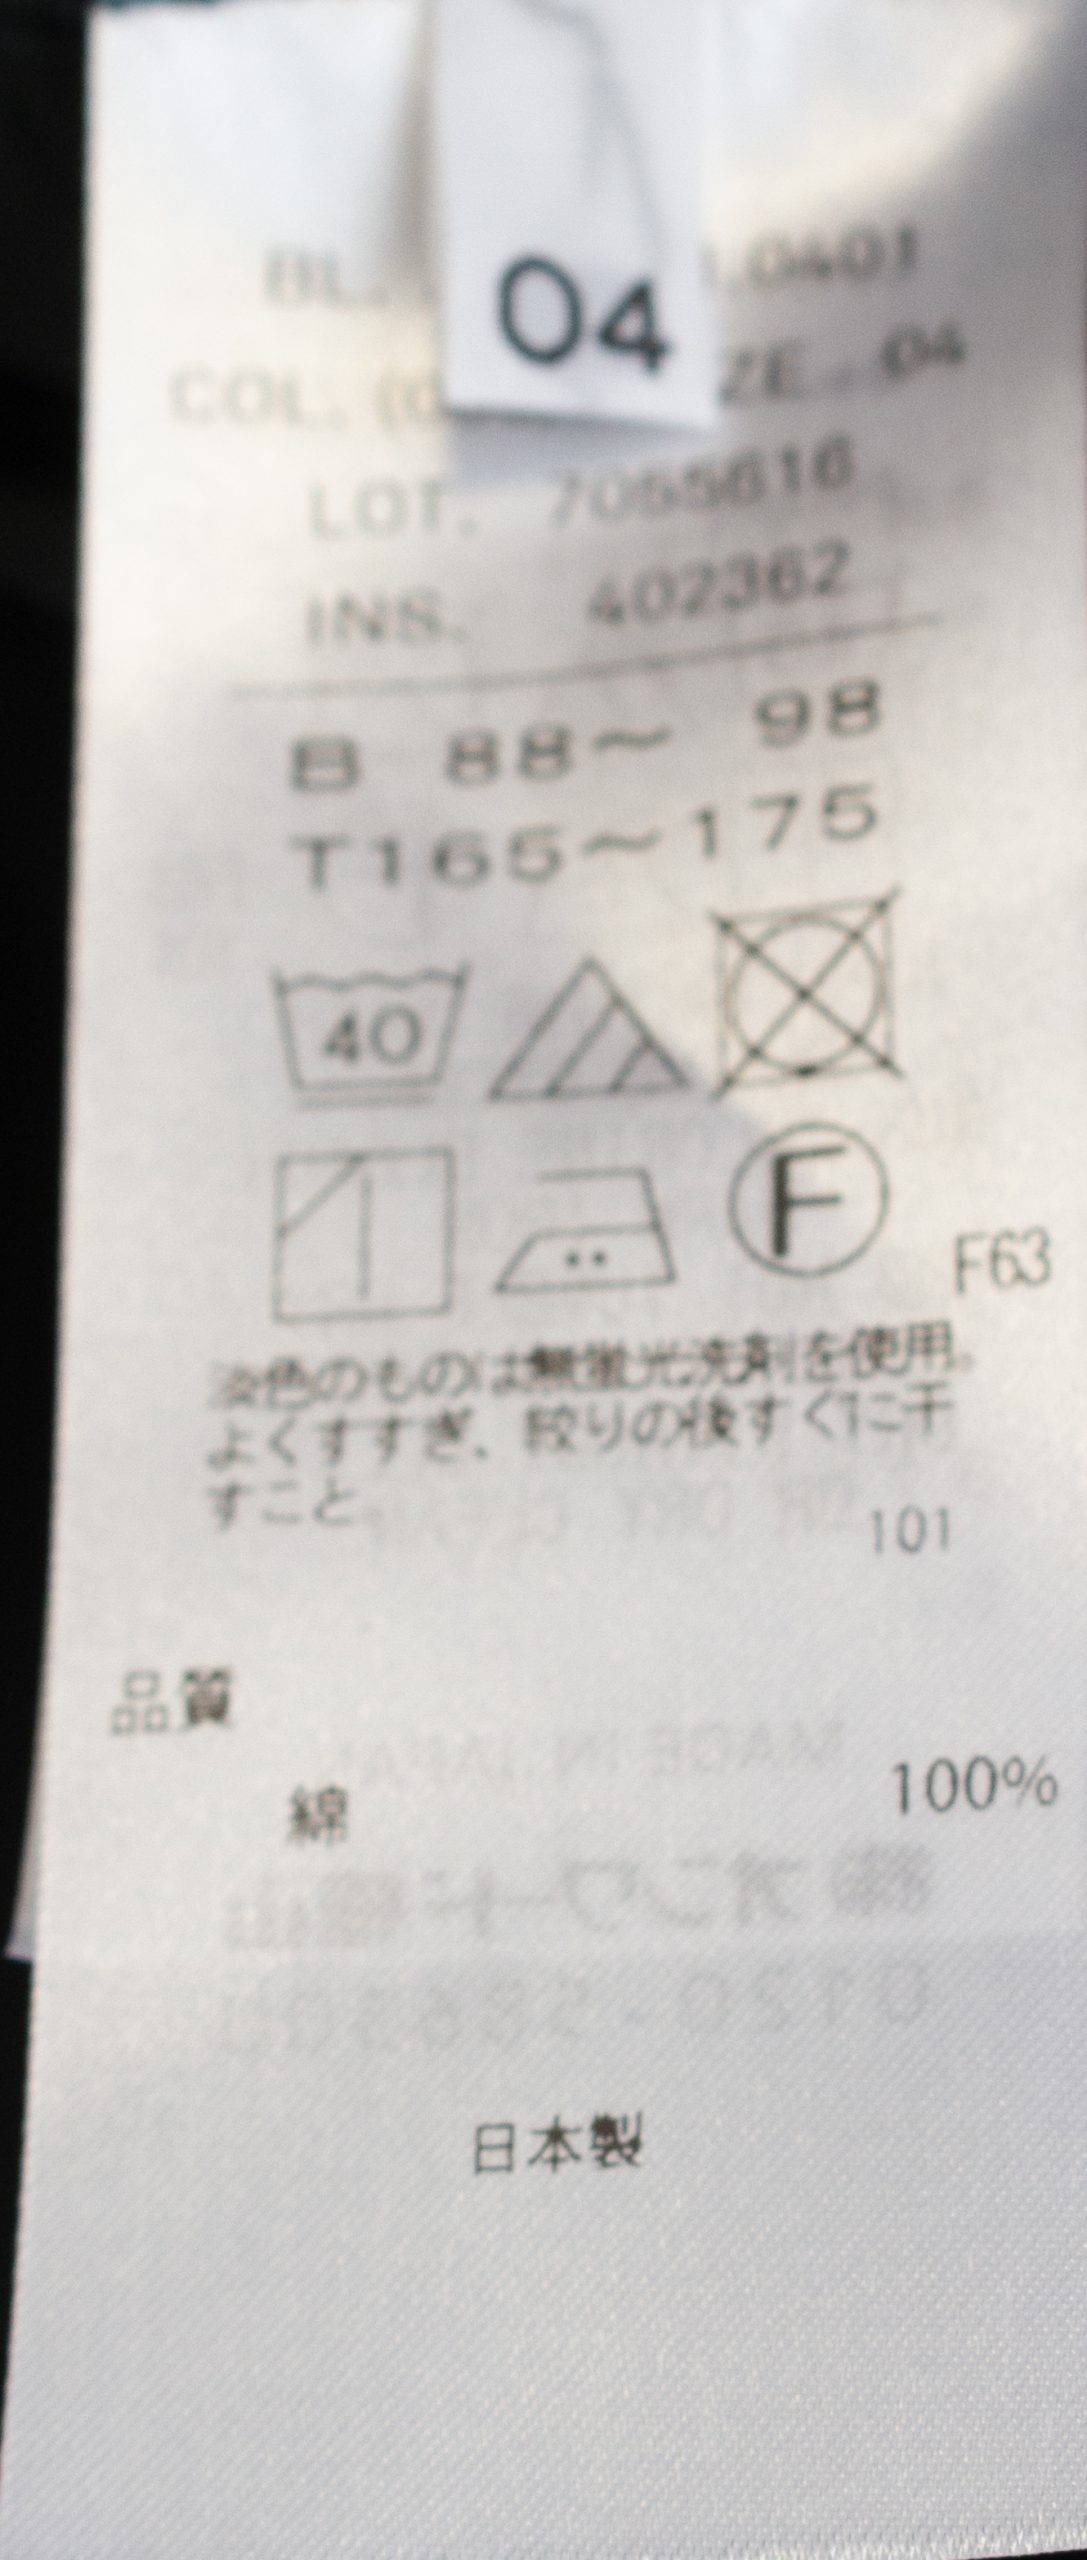 04
COL.
04
LOT. 7055616
INS. 402362
B 88～ 98
T165～175
40
F
F63
淡色のものは無蛍光洗剤を使用。
よくすすぎ、絞りの後すぐに干
すこと。
101
品質
綿 100%
日本製